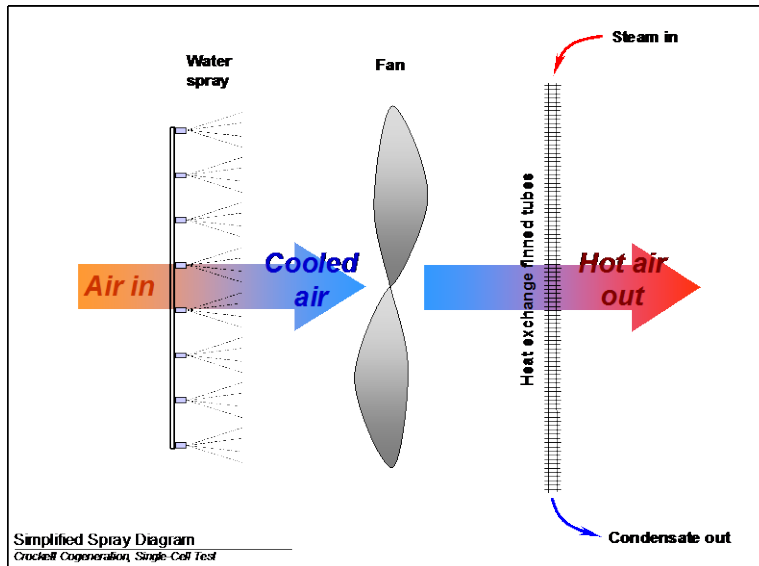 Water
spray
Fan
Steam in
Air in
Cooled
air
Heat exchange finned tubes
Hot air
out
Condensate out
Simplified Spray Diagram
Crockett Cogeneration, Single-Cell Test